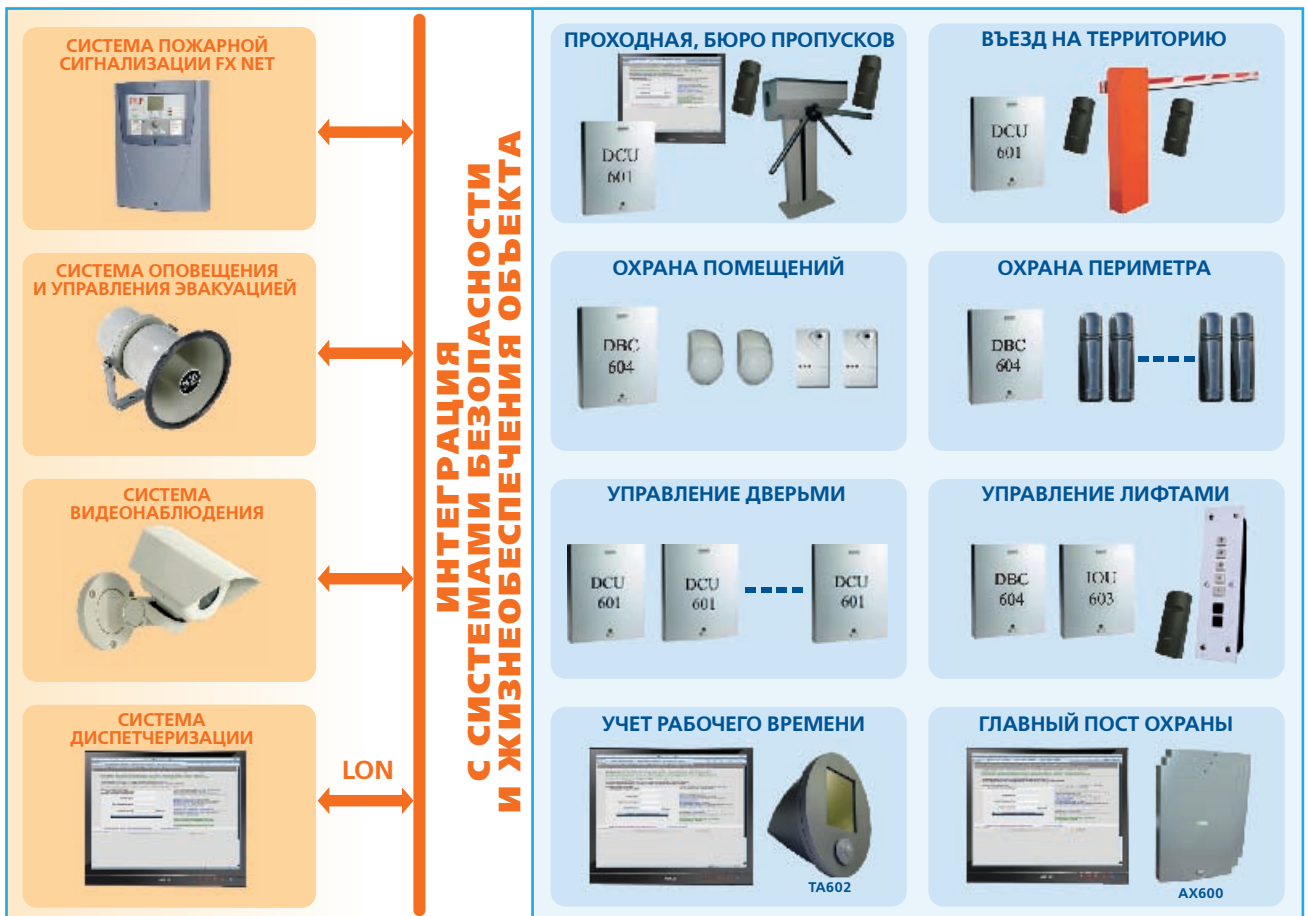 СИСТЕМА ПОЖАРНОЙ
СИГНАЛИЗАЦИИ FX NET
СИСТЕМА ОПОВЕЩЕНИЯ
И УПРАВЛЕНИЯ ЭВАКУАЦИЕЙ
СИСТЕМА
ВИДЕОНАБЛЮДЕНИЯ
СИСТЕМА
ДИСПЕТЧЕРИЗАЦИИ
LON
ИНТЕГРАЦИЯ
С СИСТЕМАМИ БЕЗОПАСНОСТИ
И ЖИЗНЕОБЕСПЕЧЕНИЯ ОБЪЕКТА
ПРОХОДНАЯ, БЮРО ПРОПУСКОВ
DCU
601
ВЪЕЗД НА ТЕРРИТОРИЮ
DCU
601
ОХРАНА ПОМЕЩЕНИЙ
DBC
604
ОХРАНА ПЕРИМЕТРА
DBC
604
УПРАВЛЕНИЕ ДВЕРЬМИ
DCU
601
DCU
601
DCU
601
УПРАВЛЕНИЕ ЛИФТАМИ
DBC
604
IOU
603
УЧЕТ РАБОЧЕГО ВРЕМЕНИ
TA602
ГЛАВНЫЙ ПОСТ ОХРАНЫ
AX600